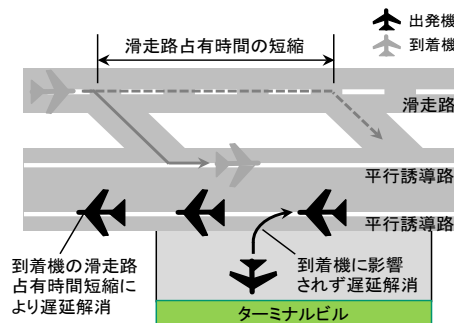 出発機
到着機
滑走路占有時間の短縮
滑走路
平行誘導路
平行誘導路
到着機の滑走路
占有時間短縮に
より遅延解消
到着機に影響
されず遅延解消
ターミナルビル